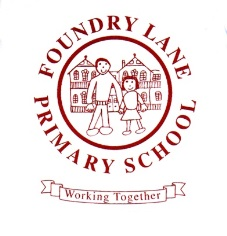 FOUNDRY LANE
PRIMARY SCHOOL
Working Together